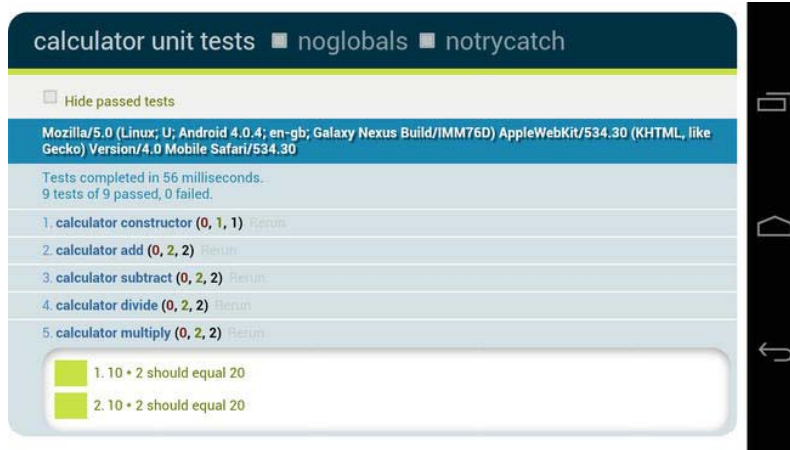 calculator unit tests noglobals notrycatch
Hide passed tests
Mozilla/5.0 (Linux; U; Android 4.0.4; en-gb; Galaxy Nexus Build/IMM76D) AppleWebKit/534.30 (KHTML, like
Gecko) Version/4.0 Mobile Safari/534.30
Tests completed in 56 milliseconds.
9 tests of 9 passed, 0 failed.
1. calculator constructor (0, 1, 1) Rerun
2. calculator add (0, 2, 2) Rerun
3. calculator subtract (0, 2, 2) Rerun
4. calculator divide (0, 2, 2) Rerun
5. calculator multiply (0, 2, 2) Rerun
1. 10 * 2 should equal 20
2. 10 * 2 should equal 20